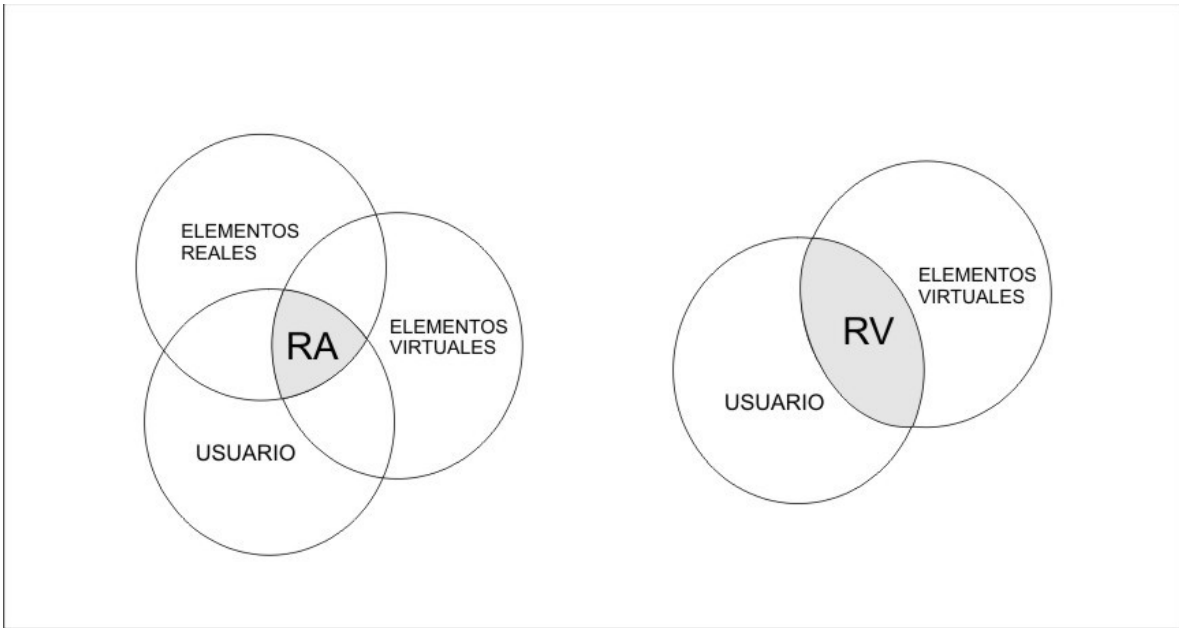 ELEMENTOS
REALES
RA
ELEMENTOS
VIRTUALES
USUARIO
RV
ELEMENTOS
VIRTUALES
USUARIO